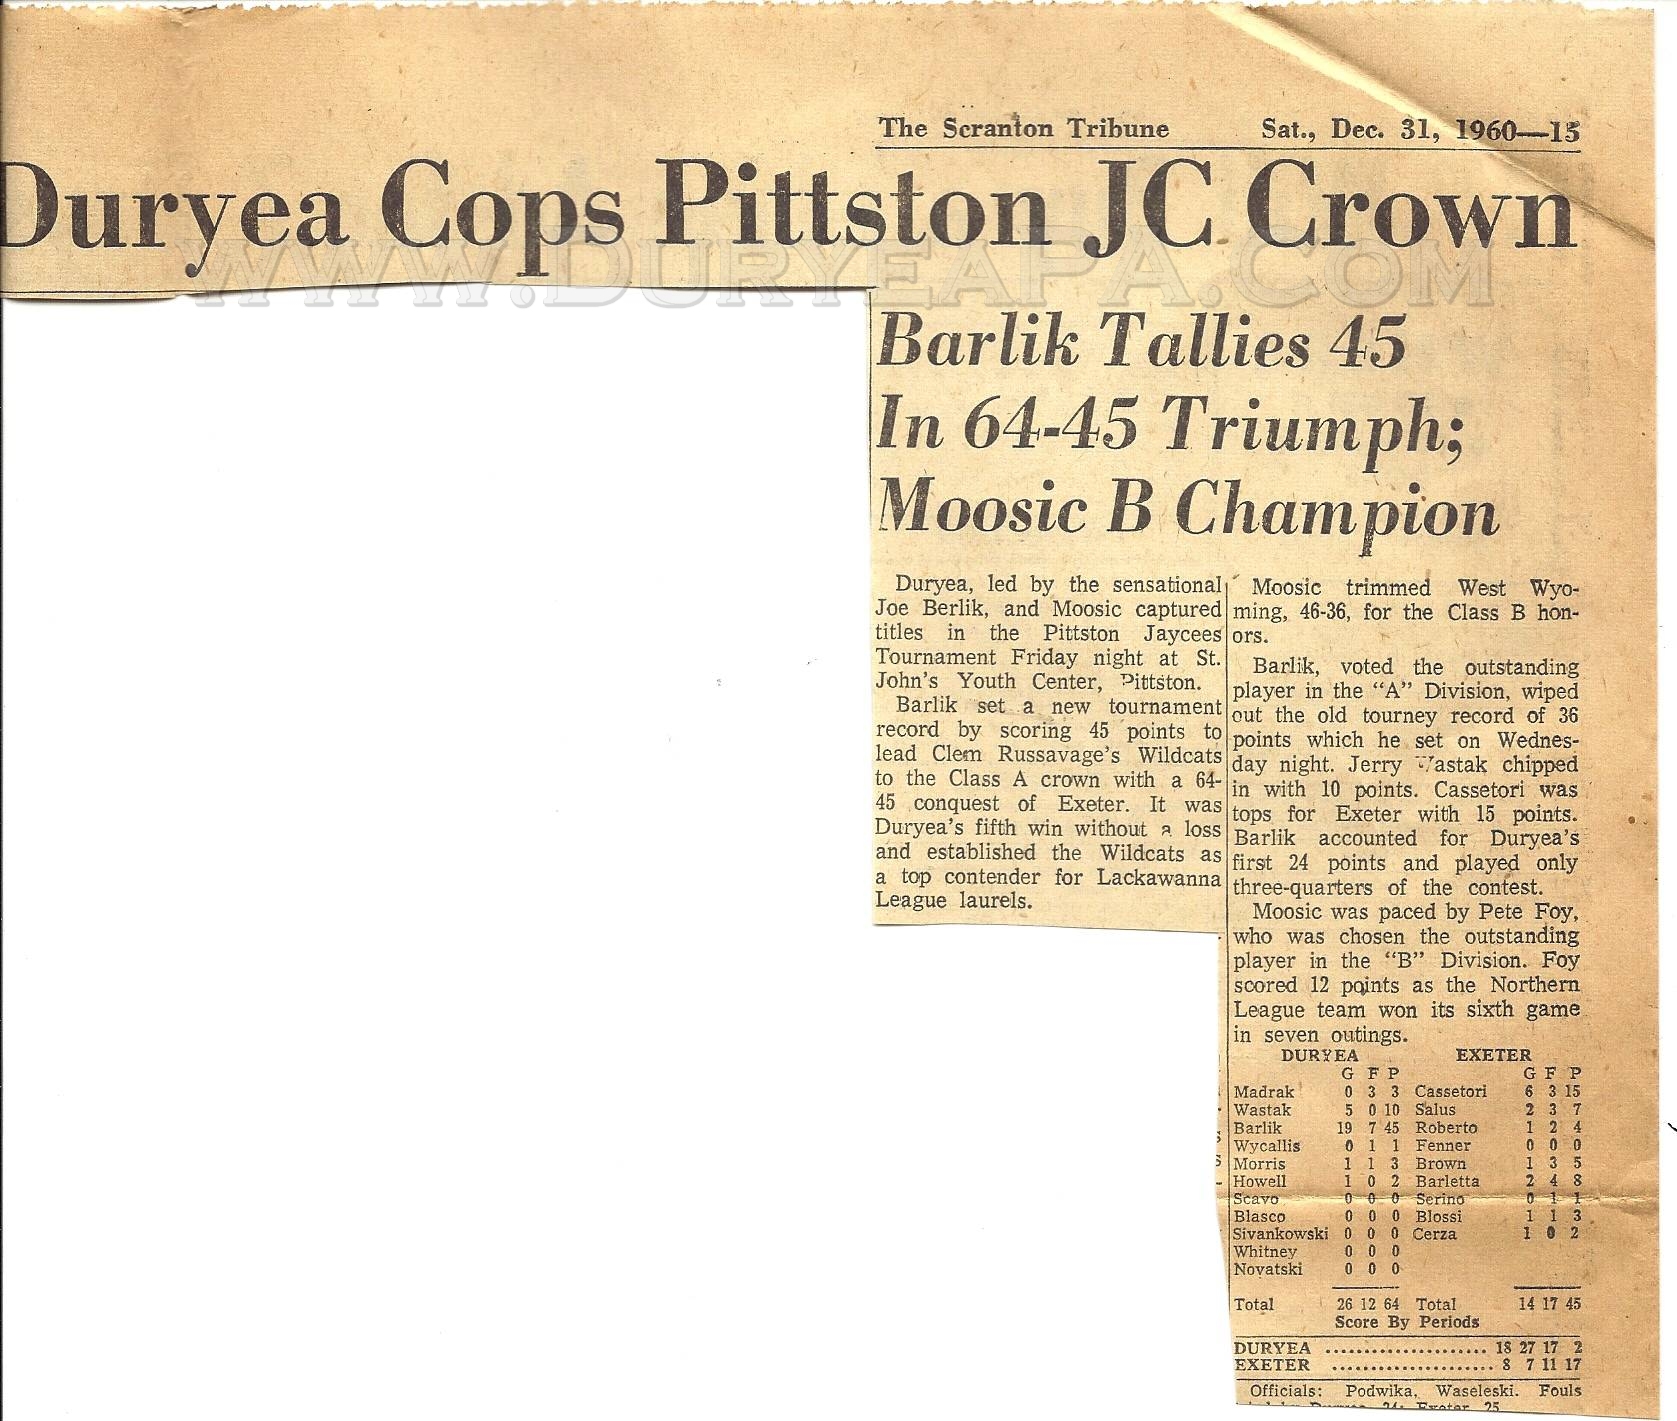 The Scranton Tribune Sat., Dec. 31, 1960—15
Duryea Cops Pittston JC Crown
www.DuryeaPA.com
Barlik Tallies 45
In 64-45 Triumph;
Moosic B Champion
Duryea, led by the sensational
Joe Berlik, and Moosic captured
titles in the Pittston Jaycees
Tournament Friday night at St.
John's Youth Center, Pittston.
Barlik set a new tournament
record by scoring 45 points to
lead Clem Russavage's Wildcats
to the Class A crown with a 64-
45 conquest of Exeter. It was
Duryea's fifth win without a loss
and established the Wildcats as
a top contender for Lackawanna
League laurels.
Moosic trimmed West Wyo-
ming, 46-36, for the Class B hon-
ors.
Barlik, voted the outstanding
player in the "A" Division, wiped
out the old tourney record of 36
points which he set on Wednes-
day night. Jerry Wastak chipped
in with 10 points. Cassetori was
tops for Exeter with 15 points.
Barlik accounted for Duryea's
first 24 points and played only
three-quarters of the contest.
Moosic was paced by Pete Foy,
who was chosen the outstanding
player in the "B" Division. Foy
scored 12 points as the Northern
League team won its sixth game
in seven outings.
DURYEA EXETER
G F P G F P
Madrak 0 3 3 Cassetori 6 3 15
Wastak 5 0 10 Salus 2 3 7
Barlik 19 7 45 Roberto 1 2 4
Wycallis 0 1 1 Fenner 0 0 0
Morris 1 1 3 Brown 1 3 5
Howell 1 0 2 Barletta 2 4 8
Scavo 0 0 0 Serino 0 1 1
Blasco 0 0 0 Blossi 1 1 3
Sivankowski 0 0 0 Cerza 1 0 2
Whitney 0 0 0
Novatski 0 0 0
Total 26 12 64 Total 14 17 45
Score By Periods
DURYEA ..................... 18 27 17 2
EXETER ..................... 8 7 11 17
Officials: Podwika, Waseleski. Fouls
Duryea 24; Exeter 25